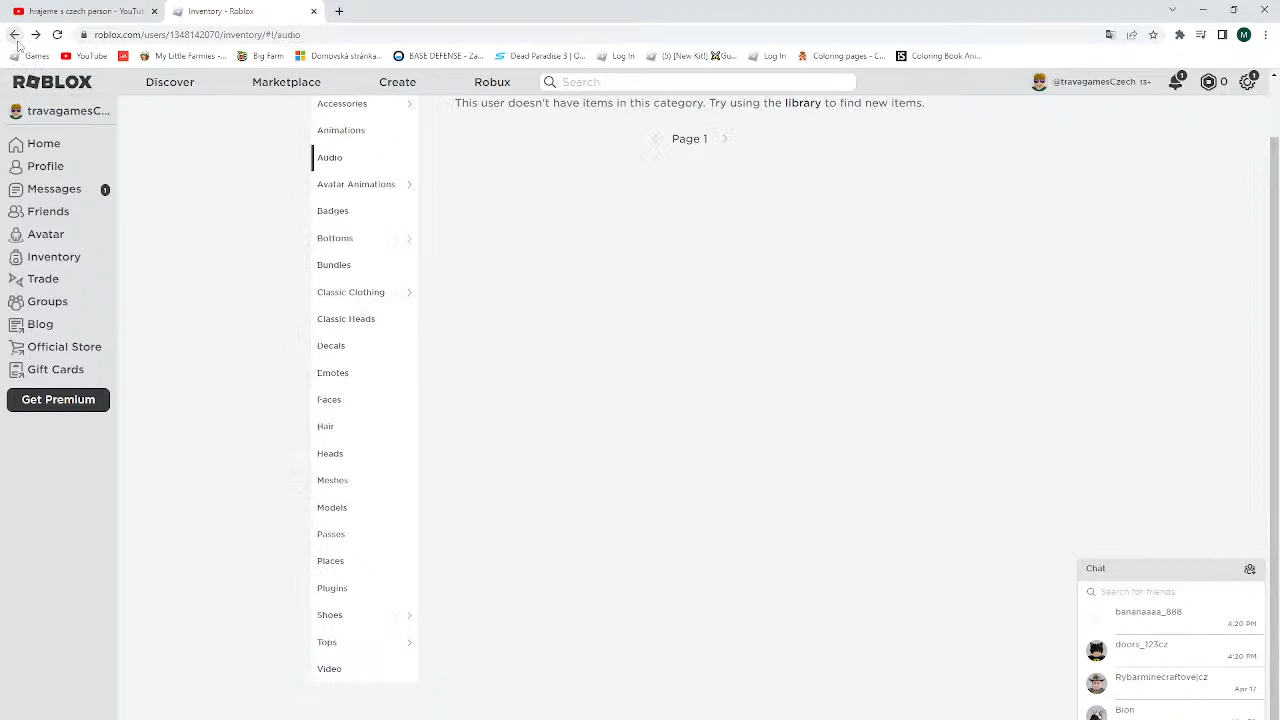 hrajeme s czech person - YouTub
Inventory - Roblox
roblox.com/users/1348142070/inventory/#!/audio
Games
YouTube
My Little Farmies -...
Big Farm
Domovská stránka...
BASE DEFENSE - Za...
Dead Paradise 3 | O...
Log In
(5) [New Kit]
Gu...
Log In
Coloring pages - C...
Coloring Book Ani...
ROBLOX
Discover
Marketplace
Create
Robux
Search
@travagamesCzech 13+
1
0
1
travagamesC...
Home
Profile
Messages 1
Friends
Avatar
Inventory
Trade
Groups
Blog
Official Store
Gift Cards
Get Premium
Accessories
Animations
Audio
Avatar Animations
Badges
Bottoms
Bundles
Classic Clothing
Classic Heads
Decals
Emotes
Faces
Hair
Heads
Meshes
Models
Passes
Places
Plugins
Shoes
Tops
Video
This user doesn't have items in this category. Try using the library to find new items.
Page 1
Chat
Search for friends
bananaaaa_888
4:20 PM
doors_123cz
4:20 PM
Rybarminecraftovejcz
Apr 17
Bion